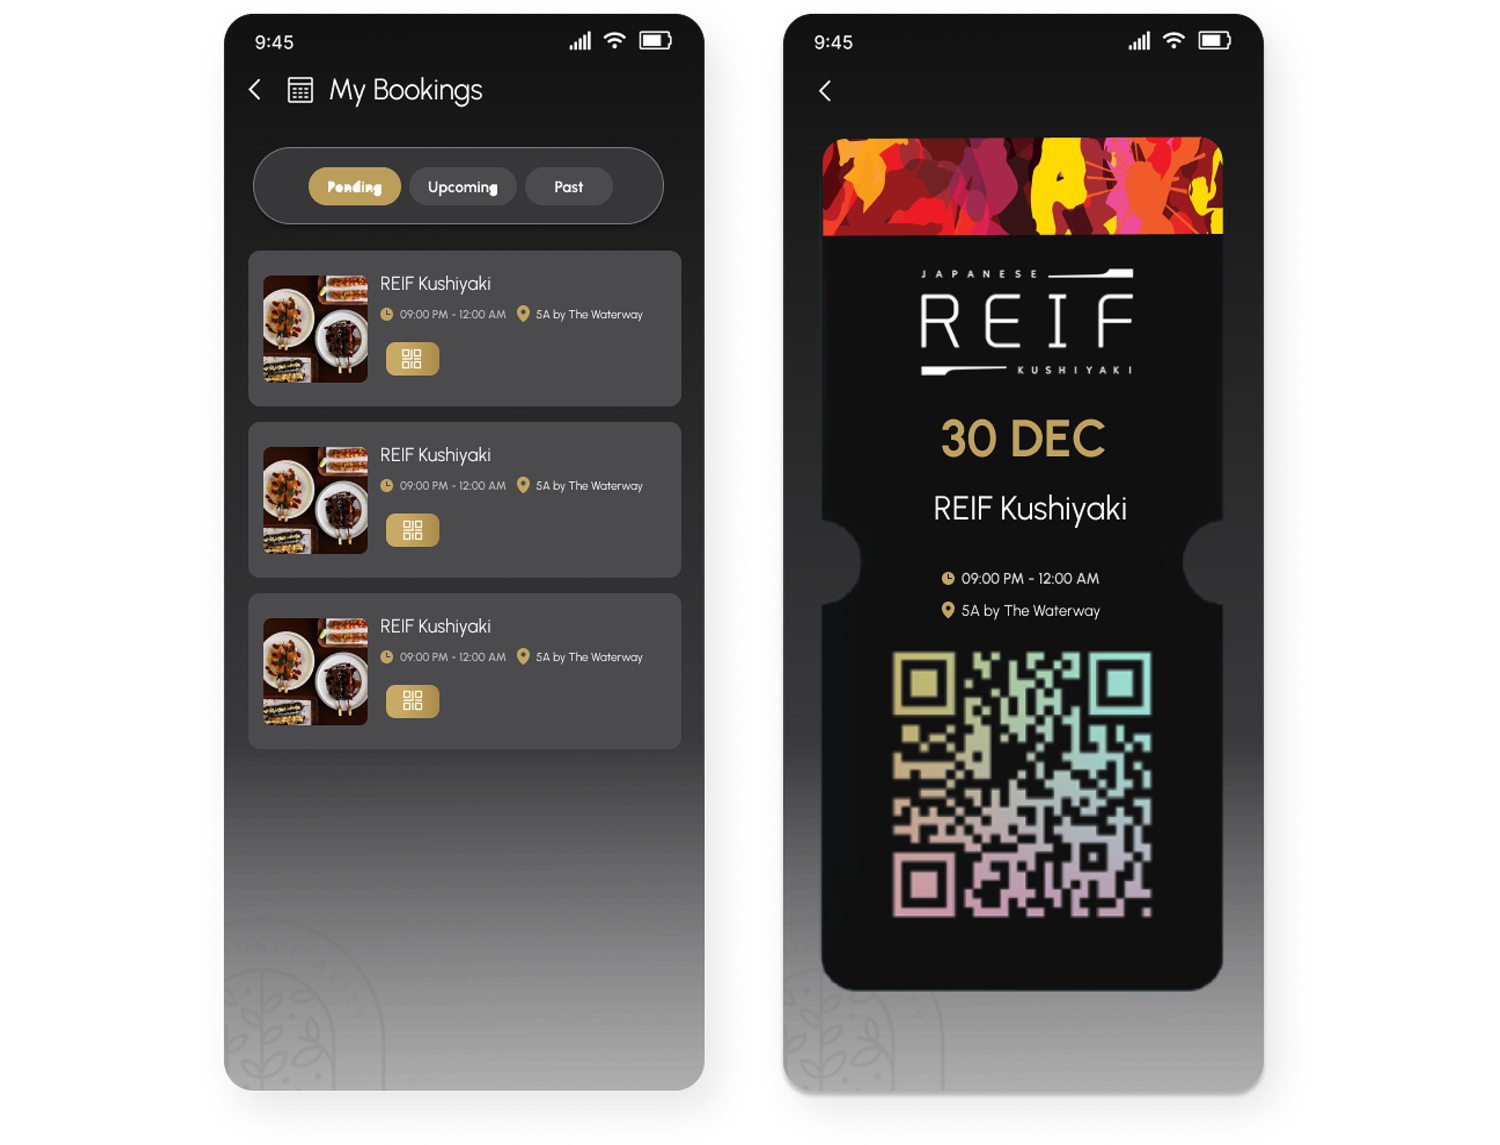 9:45
My Bookings
Pending
Upcoming
Past
REIF Kushiyaki
09:00 PM - 12:00 AM
5A by The Waterway
REIF Kushiyaki
09:00 PM - 12:00 AM
5A by The Waterway
REIF Kushiyaki
09:00 PM - 12:00 AM
5A by The Waterway
HOSPITALITY
9:45
JAPANESE
REIF
KUSHIYAKI
30 DEC
REIF Kushiyaki
09:00 PM - 12:00 AM
5A by The Waterway